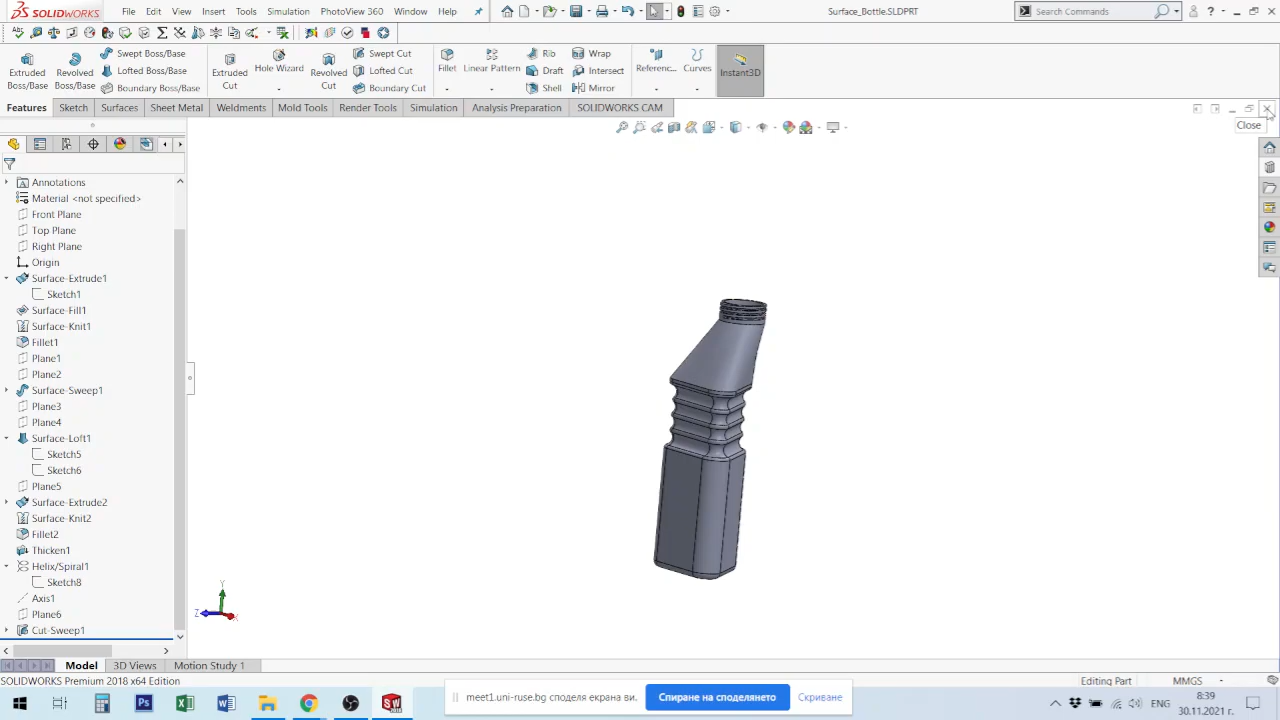 SOLIDWORKS File Edit View Insert Tools Simulation PhotoView 360 Window Help Surface_Bottle.SLDPRT Search Commands
Extruded Boss/Base
Revolved Boss/Base
Swept Boss/Base
Lofted Boss/Base
Boundary Boss/Base
Extruded Cut
Hole Wizard
Revolved Cut
Swept Cut
Lofted Cut
Boundary Cut
Fillet
Linear Pattern
Rib
Draft
Shell
Wrap
Intersect
Mirror
Referenc...
Curves
Instant3D
Features Sketch Surfaces Sheet Metal Weldments Mold Tools Render Tools Simulation Analysis Preparation SOLIDWORKS CAM
Close
Annotations
Material <not specified>
Front Plane
Top Plane
Right Plane
Origin
Surface-Extrude1
Sketch1
Surface-Fill1
Surface-Knit1
Fillet1
Plane1
Plane2
Surface-Sweep1
Plane3
Plane4
Surface-Loft1
Sketch5
Sketch6
Plane5
Surface-Extrude2
Surface-Knit2
Fillet2
Thicken1
Helix/Spiral1
Sketch8
Axis1
Plane6
Cut-Sweep1
Y
Z
X
Model 3D Views Motion Study 1
SOLIDWORKS Premium 2018 x64 Edition Editing Part MMGS
meet1.uni-ruse.bg споделя екрана ви. Спиране на споделянето Скриване
ENG
8:39
30.11.2021 г.